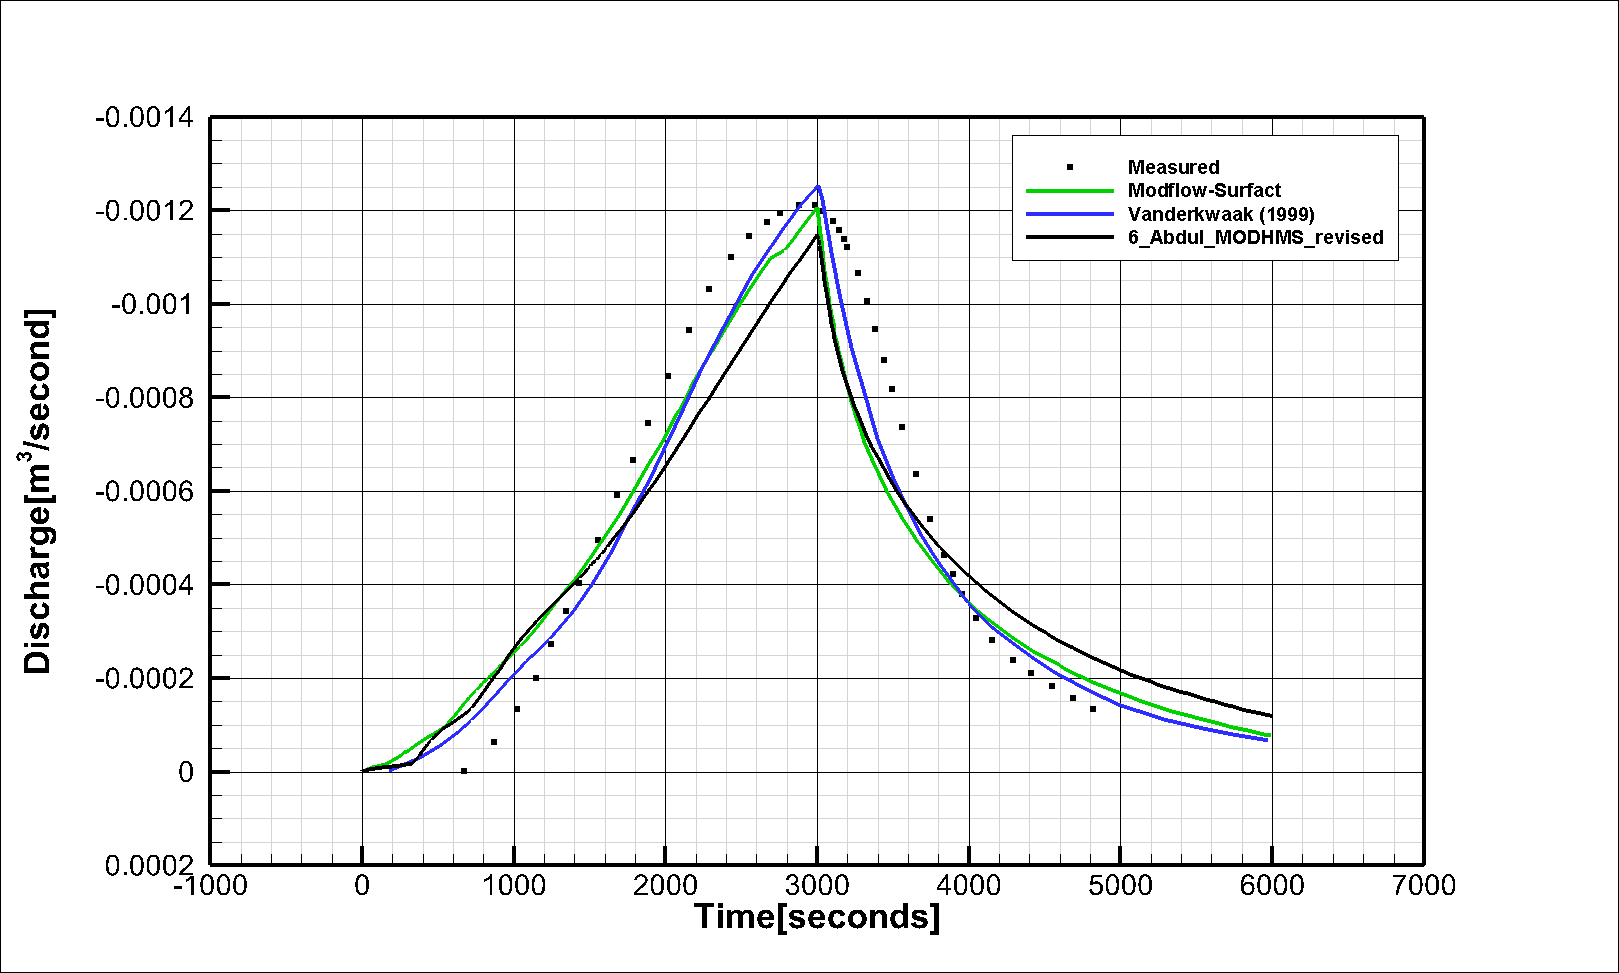 -0.0014
-0.0012
-0.001
-0.0008
-0.0006
-0.0004
-0.0002
0
0.0002
Discharge[m³/second]
Measured
Modflow-Surfact
Vanderkwaak (1999)
6_Abdul_MODHMS_revised
-1000 0 1000 2000 3000 4000 5000 6000 7000
Time[seconds]